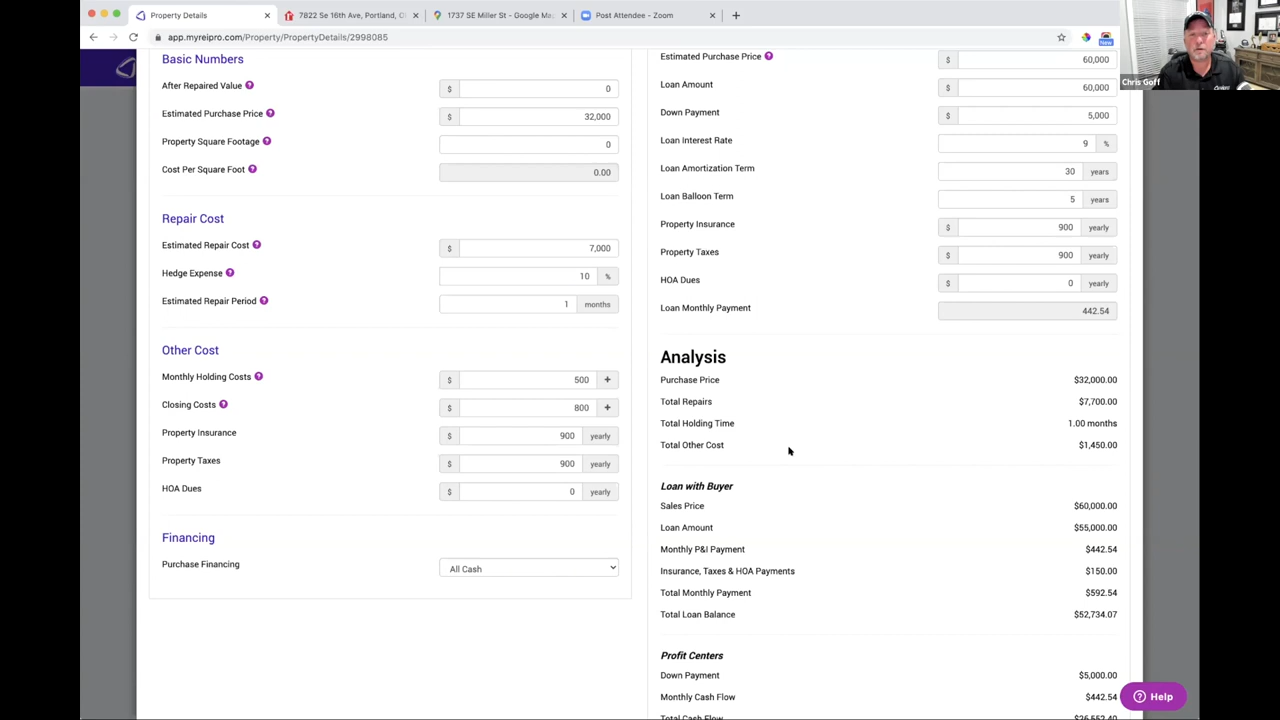 Property Details
7822 Se 16th Ave, Portland, O
1737 SE Miller St - Google Ma
Post Attendee - Zoom
app.myreipro.com/Property/PropertyDetails/2998085
New
Chris Goff
Basic Numbers
After Repaired Value ? 0
Estimated Purchase Price ? $ 32,000
Property Square Footage ? 0
Cost Per Square Foot ? 0.00
Repair Cost
Estimated Repair Cost ? $ 7,000
Hedge Expense ? 10 %
Estimated Repair Period ? 1 months
Other Cost
Monthly Holding Costs ? $ 500 +
Closing Costs ? $ 800 +
Property Insurance $ 900 yearly
Property Taxes $ 900 yearly
HOA Dues $ 0 yearly
Financing
Purchase Financing All Cash
Estimated Purchase Price ? $ 60,000
Loan Amount $ 60,000
Down Payment 5,000
Loan Interest Rate 9 %
Loan Amortization Term 30 years
Loan Balloon Term 5 years
Property Insurance $ 900 yearly
Property Taxes $ 900 yearly
HOA Dues $ 0 yearly
Loan Monthly Payment 442.54
Analysis
Purchase Price $32,000.00
Total Repairs $7,700.00
Total Holding Time 1.00 months
Total Other Cost $1,450.00
Loan with Buyer
Sales Price $60,000.00
Loan Amount $55,000.00
Monthly P&I Payment $442.54
Insurance, Taxes & HOA Payments $150.00
Total Monthly Payment $592.54
Total Loan Balance $52,734.07
Profit Centers
Down Payment $5,000.00
Monthly Cash Flow $442.54
Total Cash Flow $26,552.40
? Help